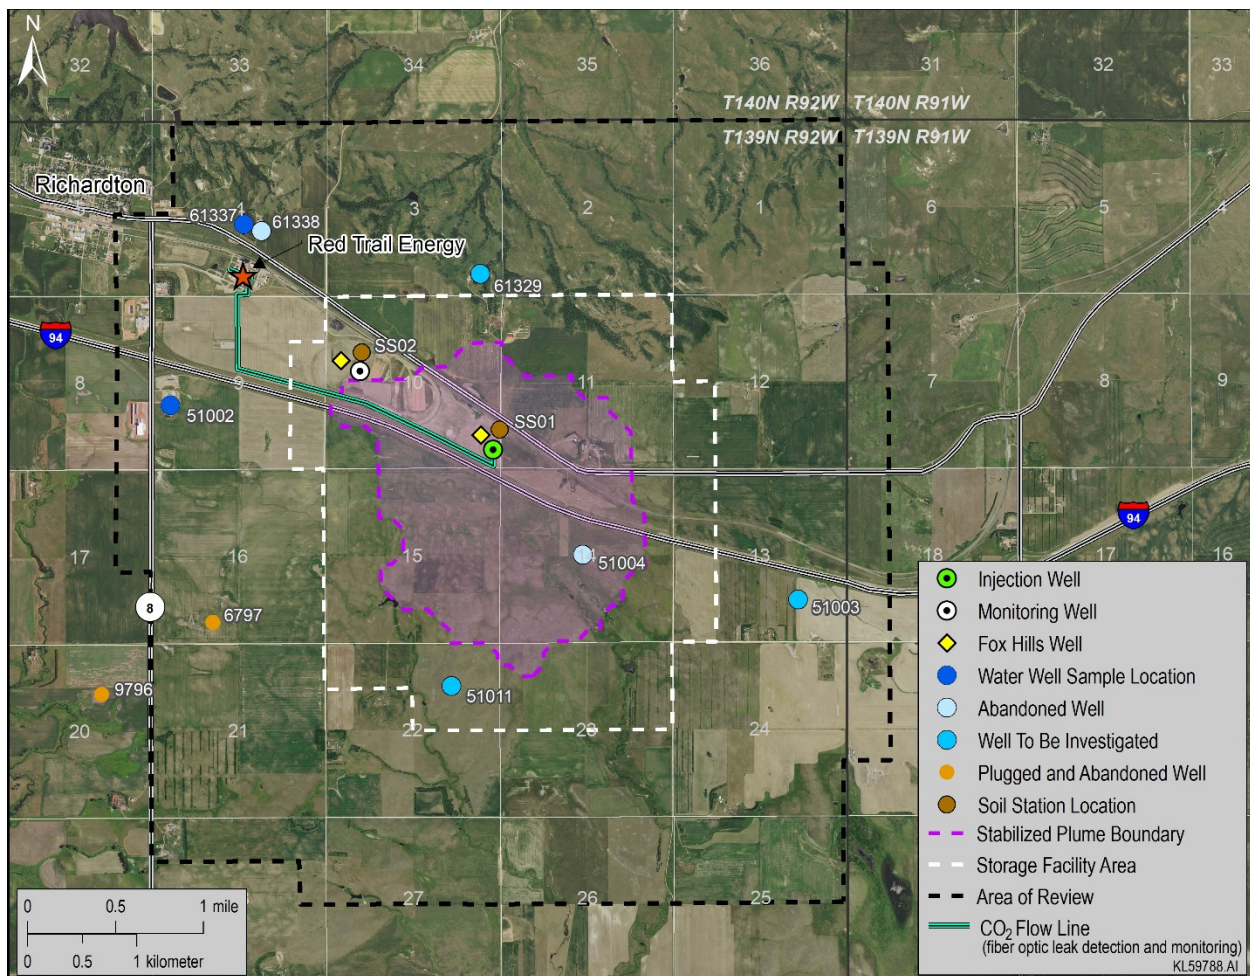 N
32
33
34
35
36
31
32
33
T140N R92W
T140N R91W
T139N R92W
T139N R91W
Richardton
61337
61338
3
2
1
6
5
4
Red Trail Energy
61329
94
SS02
8
9
10
11
12
7
8
9
51002
SS01
94
17
16
15
14
13
18
17
16
51004
51003
8
6797
9796
51011
20
21
22
23
24
27
26
25
Injection Well
Monitoring Well
Fox Hills Well
Water Well Sample Location
Abandoned Well
Well To Be Investigated
Plugged and Abandoned Well
Soil Station Location
Stabilized Plume Boundary
Storage Facility Area
Area of Review
CO2 Flow Line
(fiber optic leak detection and monitoring)
KL59788.AI
0 0.5 1 mile
0 0.5 1 kilometer